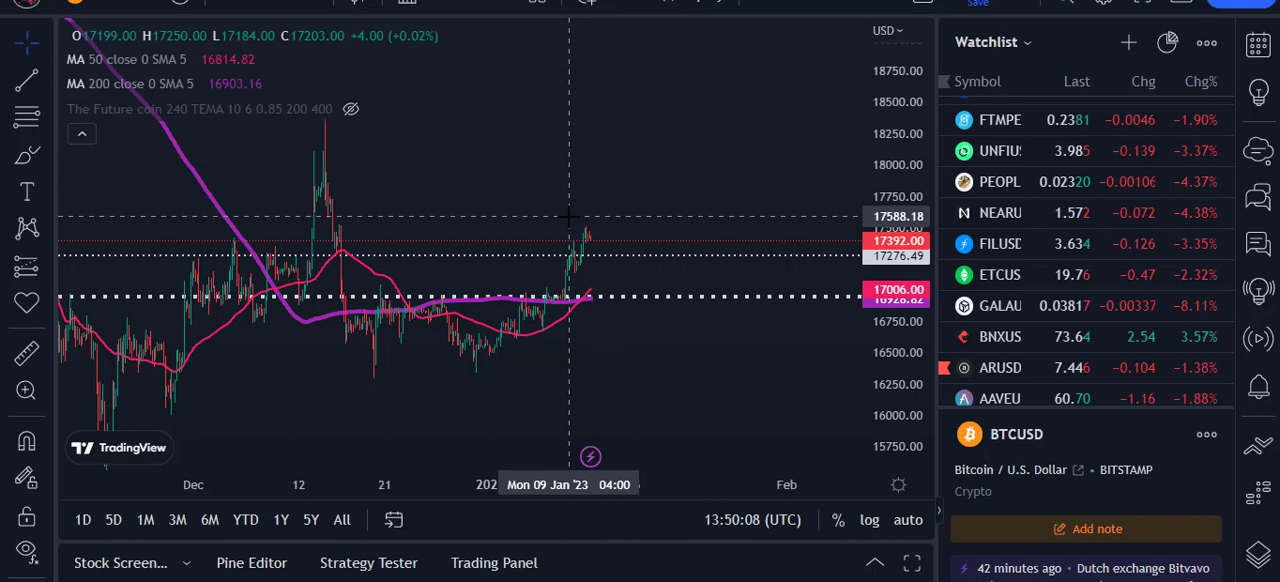 Save
O17199.00 H17250.00 L17184.00 C17203.00 +4.00 (+0.02%)
MA 50 close 0 SMA 5 16814.82
MA 200 close 0 SMA 5 16903.16
The Future coin 240 TEMA 10 6 0.85 200 400
USD
18750.00
18500.00
18250.00
18000.00
17750.00
17588.18
17392.00
17276.49
17006.00
16750.00
16500.00
16250.00
16000.00
15750.00
TradingView
Dec 12 21 202 Mon 09 Jan '23 04:00 Feb
1D 5D 1M 3M 6M YTD 1Y 5Y All 13:50:08 (UTC) % log auto
Stock Screen... Pine Editor Strategy Tester Trading Panel
Watchlist
Symbol Last Chg Chg%
FTMPE 0.2381 −0.0046 −1.90%
UNFIU 3.985 −0.139 −3.37%
PEOPL 0.02320 −0.00106 −4.37%
NEARU 1.572 −0.072 −4.38%
FILUSD 3.634 −0.126 −3.35%
ETCUS 19.76 −0.47 −2.32%
GALAU 0.03817 −0.00337 −8.11%
BNXUS 73.64 2.54 3.57%
ARUSD 7.446 −0.104 −1.38%
AAVEU 60.70 −1.16 −1.88%
BTCUSD
Bitcoin / U.S. Dollar • BITSTAMP
Crypto
Add note
42 minutes ago • Dutch exchange Bitvavo